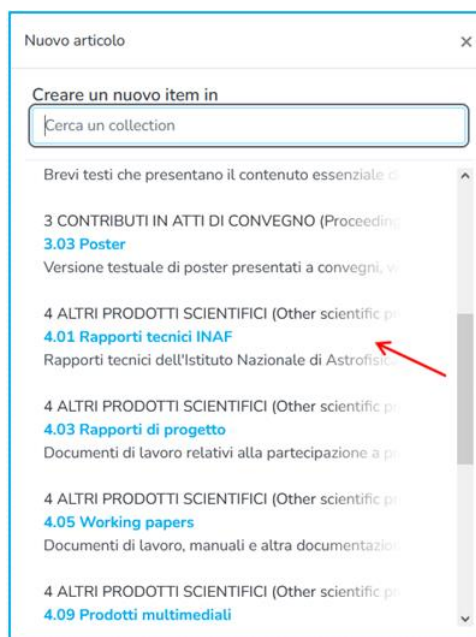 Nuovo articolo
×
Creare un nuovo item in
Cerca un collection
Brevi testi che presentano il contenuto essenziale
3 CONTRIBUTI IN ATTI DI CONVEGNO (Proceeding
3.03 Poster
Versione testuale di poster presentati a convegni,
4 ALTRI PRODOTTI SCIENTIFICI (Other scientific
4.01 Rapporti tecnici INAF
Rapporti tecnici dell'Istituto Nazionale di Astrofisic
4 ALTRI PRODOTTI SCIENTIFICI (Other scientific
4.03 Rapporti di progetto
Documenti di lavoro relativi alla partecipazione a
4 ALTRI PRODOTTI SCIENTIFICI (Other scientific
4.05 Working papers
Documenti di lavoro, manuali e altra documentazio
4 ALTRI PRODOTTI SCIENTIFICI (Other scientific
4.09 Prodotti multimediali